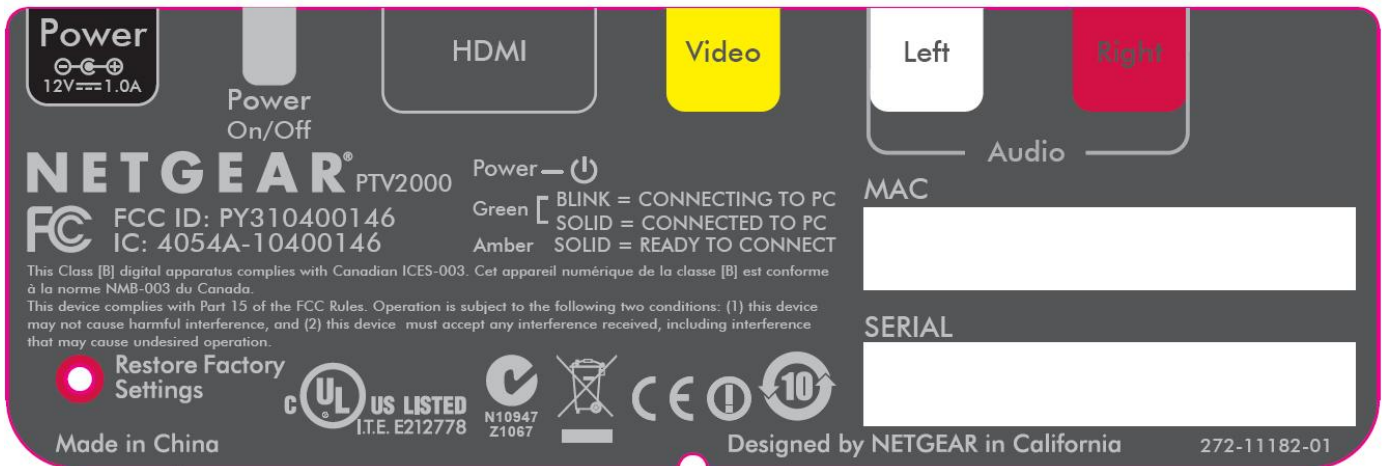 Power
12V⎓1.0A
Power
On/Off
HDMI
Video
Left
Right
Audio
NETGEAR® PTV2000
FC FCC ID: PY310400146
IC: 4054A-10400146
Power
Green BLINK = CONNECTING TO PC
SOLID = CONNECTED TO PC
Amber SOLID = READY TO CONNECT
MAC
This Class [B] digital apparatus complies with Canadian ICES-003. Cet appareil numérique de la classe [B] est conforme
à la norme NMB-003 du Canada.
This device complies with Part 15 of the FCC Rules. Operation is subject to the following two conditions: (1) this device
may not cause harmful interference, and (2) this device must accept any interference received, including interference
that may cause undesired operation.
SERIAL
Restore Factory
Settings
C UL ® US LISTED
I.T.E. E212778
N10947
Z1067
CE
10
Made in China
Designed by NETGEAR in California
272-11182-01